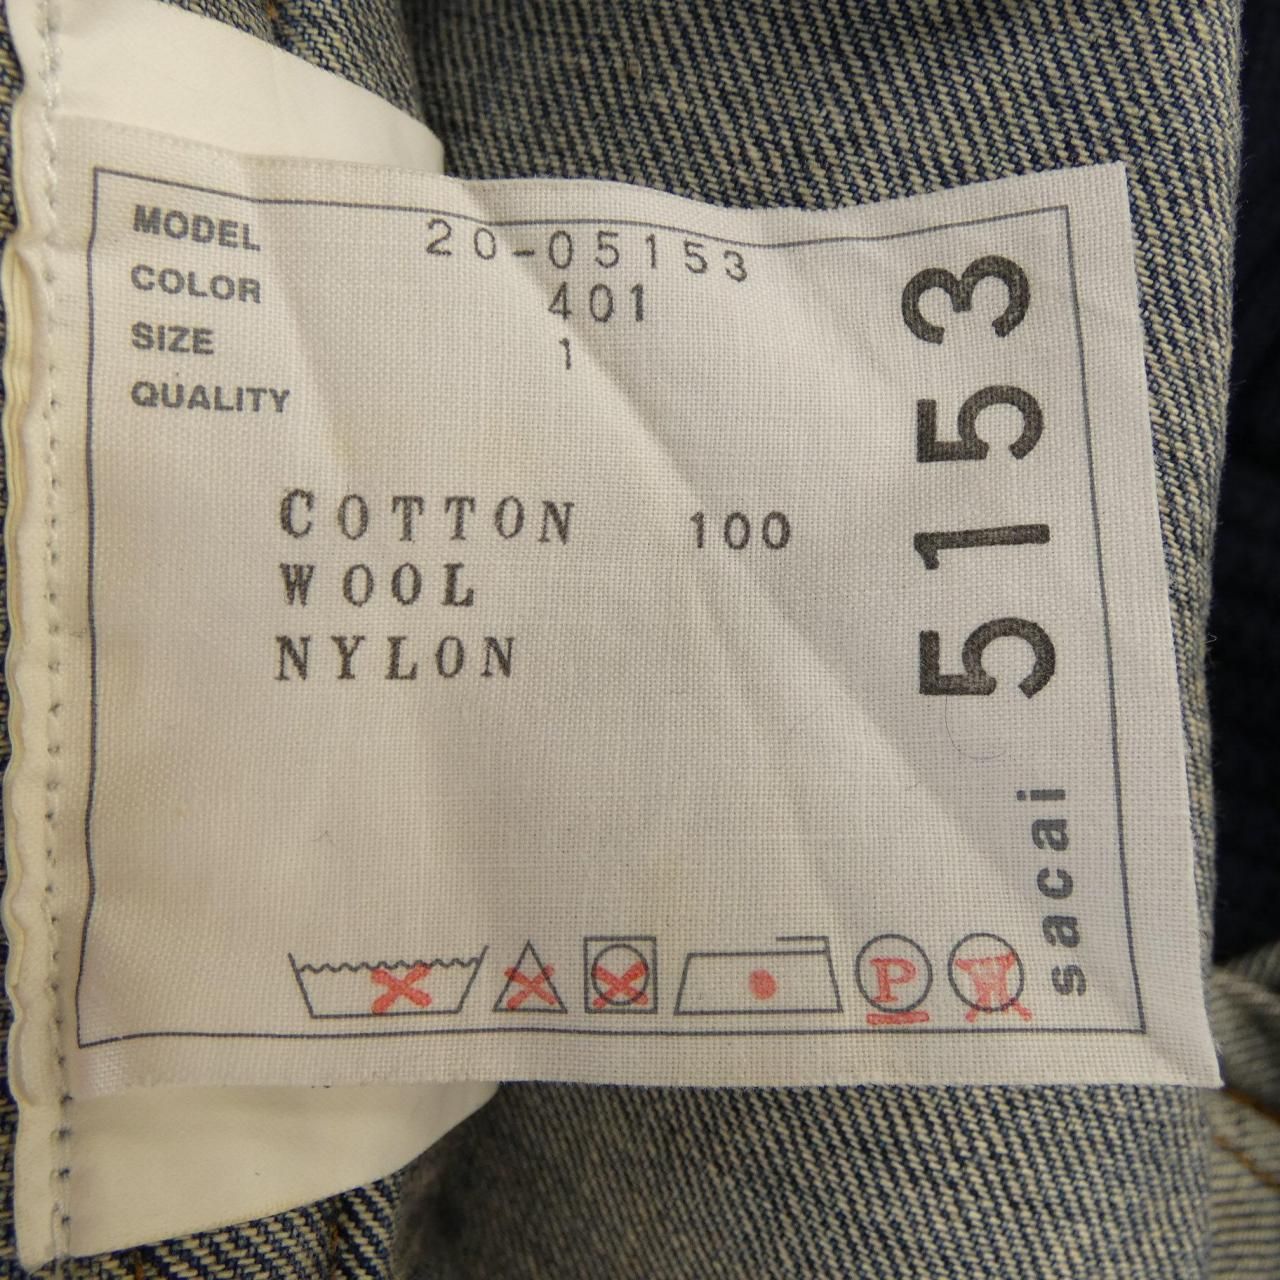 MODEL 20-05153
COLOR 401
SIZE 1
QUALITY
COTTON 100
WOOL
NYLON
P
W
5153
sacai